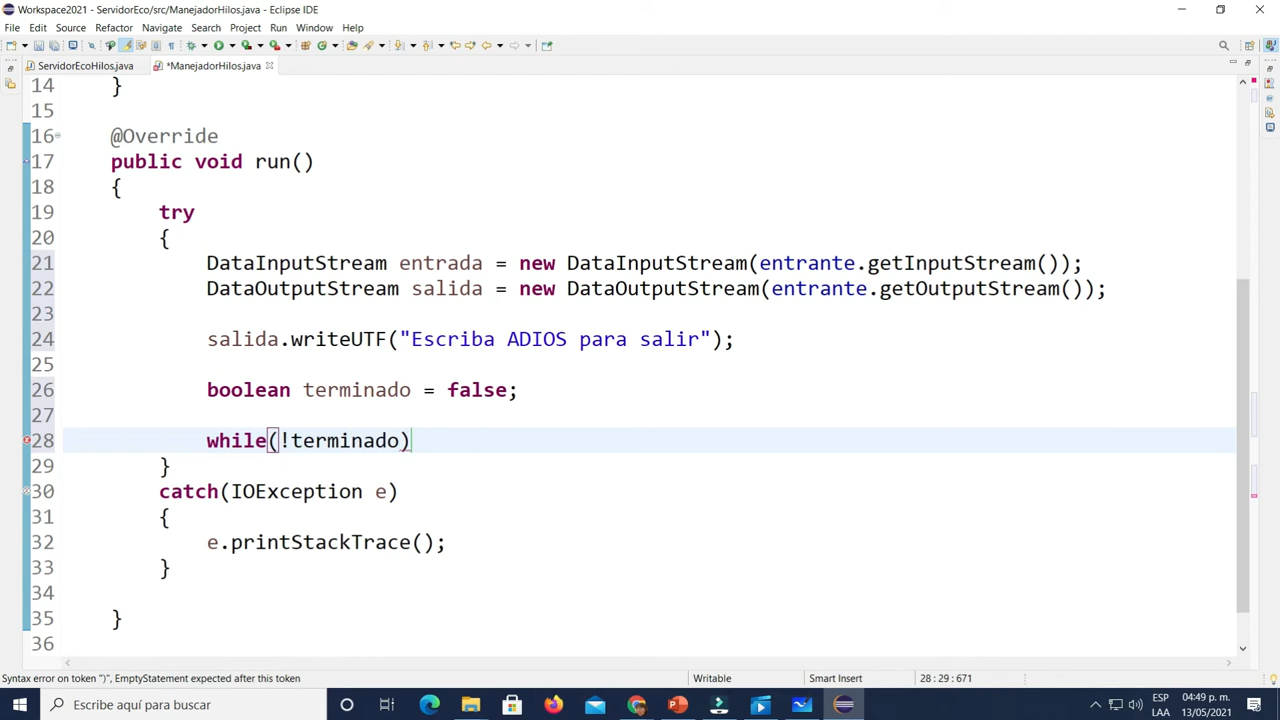 Workspace2021 - ServidorEco/src/ManejadorHilos.java - Eclipse IDE
File Edit Source Refactor Navigate Search Project Run Window Help
ServidorEcoHilos.java *ManejadorHilos.java
14 }
15
16 @Override
17 public void run()
18 {
19 try
20 {
21 DataInputStream entrada = new DataInputStream(entrante.getInputStream());
22 DataOutputStream salida = new DataOutputStream(entrante.getOutputStream());
23
24 salida.writeUTF("Escriba ADIOS para salir");
25
26 boolean terminado = false;
27
28 while(!terminado)
29 }
30 catch(IOException e)
31 {
32 e.printStackTrace();
33 }
34
35 }
36
Syntax error on token ")", EmptyStatement expected after this token Writable Smart Insert 28 : 29 : 671
Escribe aquí para buscar
ESP 04:49 p. m.
LAA 13/05/2021